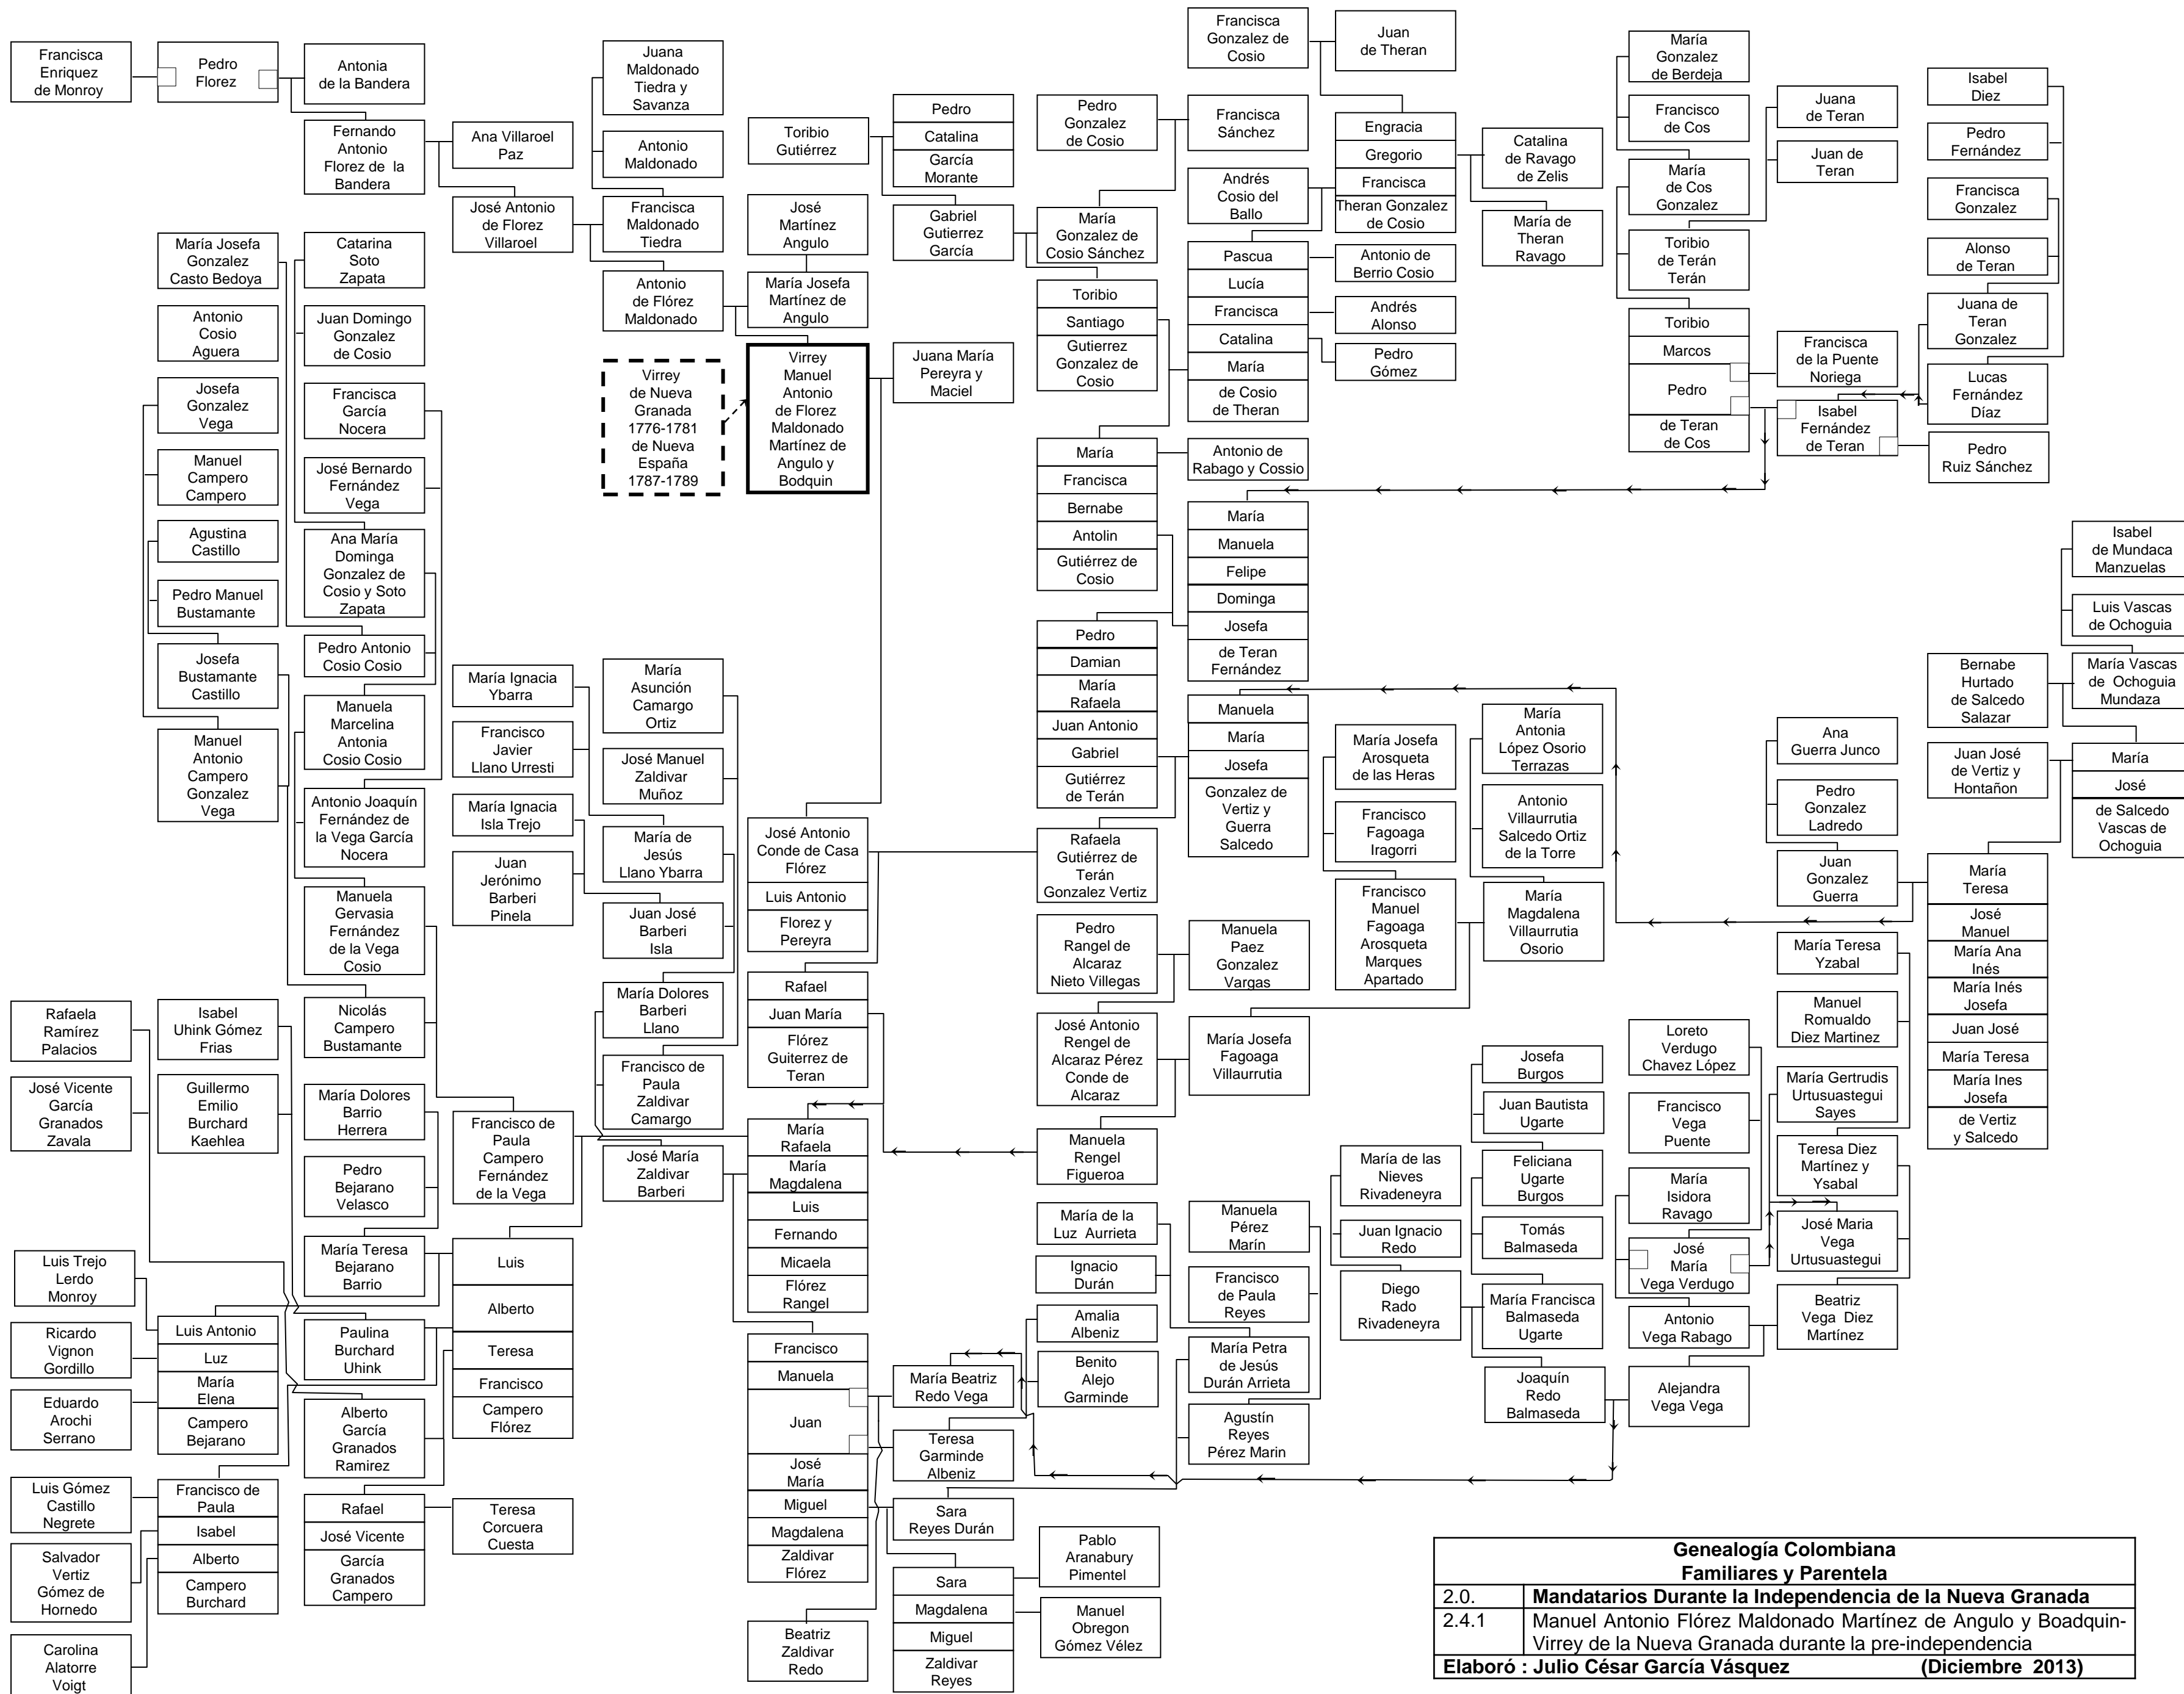 Francisca
Enriquez
de Monroy
Pedro
Florez
Antonia
de la Bandera
Fernando
Antonio
Florez de la
Bandera
Ana Villaroel
Paz
José Antonio
de Florez
Villaroel
Juana
Maldonado
Tiedra y
Savanza
Antonio
Maldonado
Francisca
Maldonado
Tiedra
Antonio
de Flórez
Maldonado
José
Martínez
Angulo
María Josefa
Martínez de
Angulo
Virrey
de Nueva
Granada
1776-1781
de Nueva
España
1787-1789
Virrey
Manuel
Antonio
de Florez
Maldonado
Martínez de
Angulo y
Bodquin
Juana María
Pereyra y
Maciel
Toribio
Gutiérrez
Pedro
Catalina
García
Morante
Gabriel
Gutierrez
García
Pedro
Gonzalez
de Cosio
Francisca
Sánchez
María
Gonzalez de
Cosio Sánchez
Toribio
Santiago
Gutierrez
Gonzalez de
Cosio
Francisca
Gonzalez de
Cosio
Juan
de Theran
Engracia
Gregorio
Francisca
Theran Gonzalez
de Cosio
Andrés
Cosio del
Ballo
Catalina
de Ravago
de Zelis
María de
Theran
Ravago
Pascua
Lucía
Francisca
Catalina
María
de Cosio
de Theran
Antonio de
Berrio Cosio
Andrés
Alonso
Pedro
Gómez
María
Gonzalez
de Berdeja
Francisco
de Cos
María
de Cos
Gonzalez
Toribio
de Terán
Terán
Juana
de Teran
Juan de
Teran
Toribio
Marcos
Pedro
de Teran
de Cos
Francisca
de la Puente
Noriega
Isabel
Fernández
de Teran
Isabel
Diez
Pedro
Fernández
Francisca
Gonzalez
Alonso
de Teran
Juana de
Teran
Gonzalez
Lucas
Fernández
Díaz
Pedro
Ruiz Sánchez
María Josefa
Gonzalez
Casto Bedoya
Antonio
Cosio
Aguera
Josefa
Gonzalez
Vega
Manuel
Campero
Campero
Agustina
Castillo
Pedro Manuel
Bustamante
Josefa
Bustamante
Castillo
Manuel
Antonio
Campero
Gonzalez
Vega
Catarina
Soto
Zapata
Juan Domingo
Gonzalez
de Cosio
Francisca
García
Nocera
José Bernardo
Fernández
Vega
Ana María
Dominga
Gonzalez de
Cosio y Soto
Zapata
Pedro Antonio
Cosio Cosio
Manuela
Marcelina
Antonia
Cosio Cosio
Antonio Joaquín
Fernández de
la Vega García
Nocera
Manuela
Gervasia
Fernández
de la Vega
Cosio
Nicolás
Campero
Bustamante
María
Francisca
Bernabe
Antolin
Gutiérrez de
Cosio
Antonio de
Rabago y Cossio
María
Manuela
Felipe
Dominga
Josefa
de Teran
Fernández
Pedro
Damian
María
Rafaela
Juan Antonio
Gabriel
Gutiérrez
de Terán
Manuela
María
Josefa
Gonzalez de
Vertiz y
Guerra
Salcedo
Isabel
de Mundaca
Manzuelas
Luis Vascas
de Ochoguia
Bernabe
Hurtado
de Salcedo
Salazar
María Vascas
de Ochoguia
Mundaza
Juan José
de Vertiz y
Hontañon
María
José
de Salcedo
Vascas de
Ochoguia
Ana
Guerra Junco
Pedro
Gonzalez
Ladredo
Juan
Gonzalez
Guerra
María
Teresa
José
Manuel
María Ana
Inés
María Inés
Josefa
Juan José
María Teresa
María Ines
Josefa
de Vertiz
y Salcedo
María Ignacia
Ybarra
Francisco
Javier
Llano Urresti
María Ignacia
Isla Trejo
Juan
Jerónimo
Barberi
Pinela
María
Asunción
Camargo
Ortiz
José Manuel
Zaldivar
Muñoz
María de
Jesús
Llano Ybarra
Juan José
Barberi
Isla
María Dolores
Barberi
Llano
Francisco de
Paula
Zaldivar
Camargo
José María
Zaldivar
Barberi
José Antonio
Conde de Casa
Flórez
Luis Antonio
Florez y
Pereyra
Rafaela
Gutiérrez de
Terán
Gonzalez Vertiz
Rafael
Juan María
Flórez
Guiterrez de
Teran
Pedro
Rangel de
Alcaraz
Nieto Villegas
Manuela
Paez
Gonzalez
Vargas
José Antonio
Rengel de
Alcaraz Pérez
Conde de
Alcaraz
María Josefa
Fagoaga
Villaurrutia
Manuela
Rengel
Figueroa
María Josefa
Arosqueta
de las Heras
Francisco
Fagoaga
Iragorri
Francisco
Manuel
Fagoaga
Arosqueta
Marques
Apartado
María
Antonia
López Osorio
Terrazas
Antonio
Villaurrutia
Salcedo Ortiz
de la Torre
María
Magdalena
Villaurrutia
Osorio
María
Rafaela
María
Magdalena
Luis
Fernando
Micaela
Flórez
Rangel
Rafaela
Ramírez
Palacios
José Vicente
García
Granados
Zavala
Isabel
Uhink Gómez
Frias
Guillermo
Emilio
Burchard
Kaehlea
María Dolores
Barrio
Herrera
Pedro
Bejarano
Velasco
María Teresa
Bejarano
Barrio
Francisco de
Paula
Campero
Fernández
de la Vega
Luis
Alberto
Teresa
Francisco
Campero
Flórez
Luis Trejo
Lerdo
Monroy
Ricardo
Vignon
Gordillo
Eduardo
Arochi
Serrano
Luis Antonio
Luz
María
Elena
Campero
Bejarano
Paulina
Burchard
Uhink
Alberto
García
Granados
Ramirez
Luis Gómez
Castillo
Negrete
Salvador
Vertiz
Gómez de
Hornedo
Carolina
Alatorre
Voigt
Francisco de
Paula
Isabel
Alberto
Campero
Burchard
Rafael
José Vicente
García
Granados
Campero
Teresa
Corcuera
Cuesta
Francisco
Manuela
Juan
José
María
Miguel
Magdalena
Zaldivar
Flórez
María Beatriz
Redo Vega
Teresa
Garminde
Albeniz
Sara
Reyes Durán
Beatriz
Zaldivar
Redo
Sara
Magdalena
Miguel
Zaldivar
Reyes
Pablo
Aranabury
Pimentel
Manuel
Obregon
Gómez Vélez
María de la
Luz Aurrieta
Ignacio
Durán
Amalia
Albeniz
Benito
Alejo
Garminde
Manuela
Pérez
Marín
Francisco
de Paula
Reyes
María Petra
de Jesús
Durán Arrieta
Agustín
Reyes
Pérez Marin
María de las
Nieves
Rivadeneyra
Juan Ignacio
Redo
Diego
Rado
Rivadeneyra
Josefa
Burgos
Juan Bautista
Ugarte
Feliciana
Ugarte
Burgos
Tomás
Balmaseda
María Francisca
Balmaseda
Ugarte
Joaquín
Redo
Balmaseda
Loreto
Verdugo
Chavez López
Francisco
Vega
Puente
María
Isidora
Ravago
José
María
Vega Verdugo
Antonio
Vega Rabago
Alejandra
Vega Vega
María Teresa
Yzabal
Manuel
Romualdo
Diez Martinez
María Gertrudis
Urtusuastegui
Sayes
Teresa Diez
Martínez y
Ysabal
José Maria
Vega
Urtusuastegui
Beatriz
Vega Diez
Martínez
Genealogía Colombiana
Familiares y Parentela
2.0. Mandatarios Durante la Independencia de la Nueva Granada
2.4.1 Manuel Antonio Flórez Maldonado Martínez de Angulo y Boadquin-
Virrey de la Nueva Granada durante la pre-independencia
Elaboró : Julio César García Vásquez (Diciembre 2013)